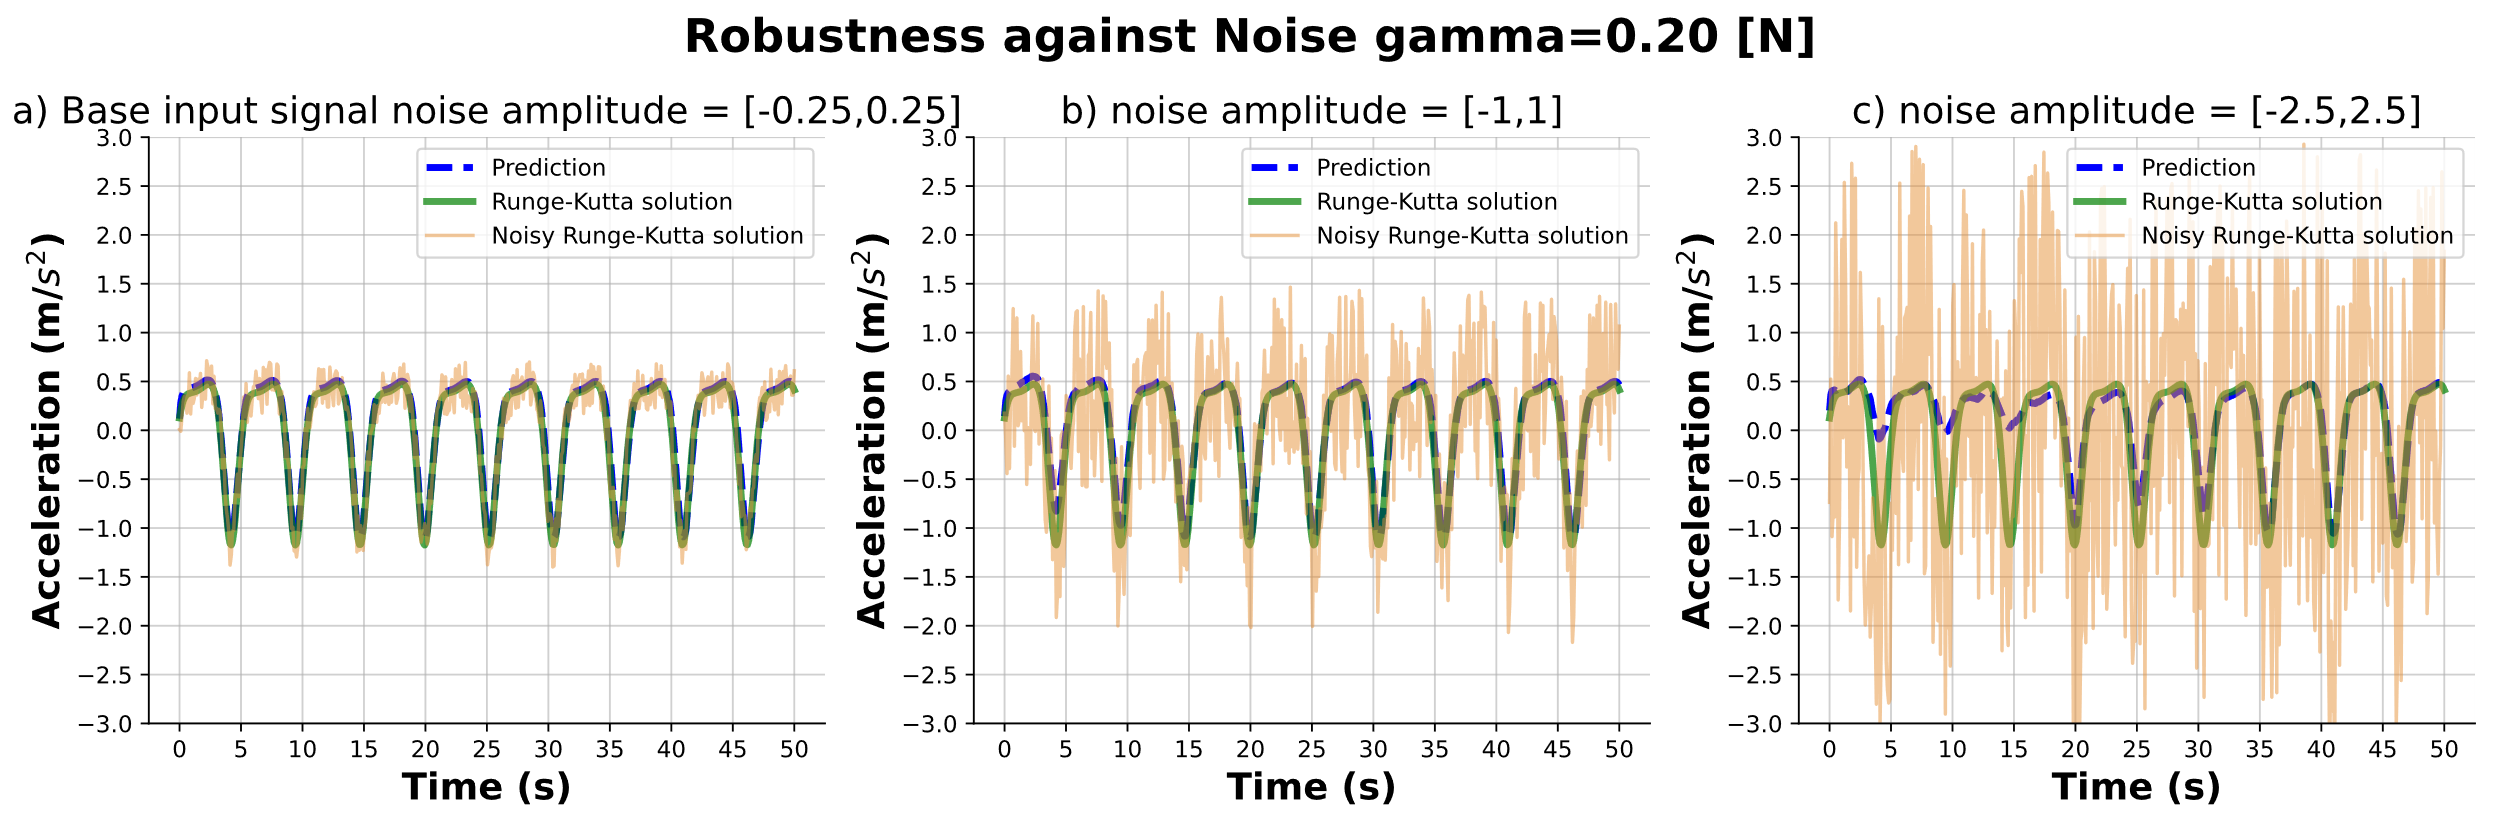 Robustness against Noise gamma=0.20 [N]
a) Base input signal noise amplitude = [-0.25,0.25]
3.0
2.5
2.0
1.5
1.0
0.5
0.0
−0.5
−1.0
−1.5
−2.0
−2.5
−3.0
Acceleration (m/s²)
Prediction
Runge-Kutta solution
Noisy Runge-Kutta solution
0 5 10 15 20 25 30 35 40 45 50
Time (s)
b) noise amplitude = [-1,1]
3.0
2.5
2.0
1.5
1.0
0.5
0.0
−0.5
−1.0
−1.5
−2.0
−2.5
−3.0
Acceleration (m/s²)
Prediction
Runge-Kutta solution
Noisy Runge-Kutta solution
0 5 10 15 20 25 30 35 40 45 50
Time (s)
c) noise amplitude = [-2.5,2.5]
3.0
2.5
2.0
1.5
1.0
0.5
0.0
−0.5
−1.0
−1.5
−2.0
−2.5
−3.0
Acceleration (m/s²)
Prediction
Runge-Kutta solution
Noisy Runge-Kutta solution
0 5 10 15 20 25 30 35 40 45 50
Time (s)